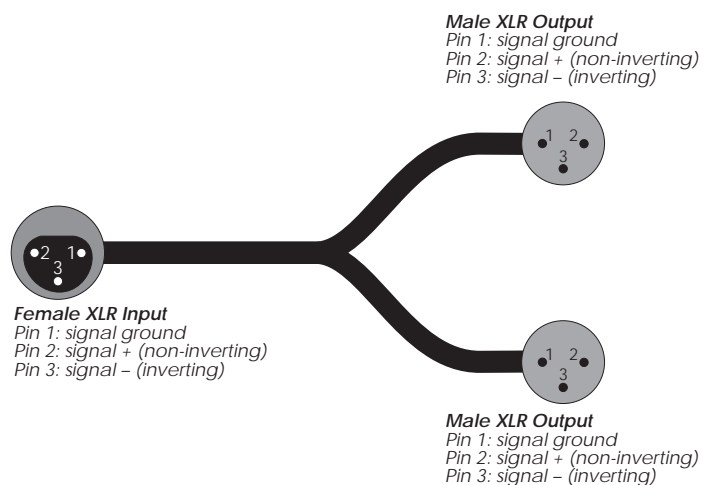 Male XLR Output
Pin 1: signal ground
Pin 2: signal + (non-inverting)
Pin 3: signal – (inverting)
1 2
3
2 1
3
Female XLR Input
Pin 1: signal ground
Pin 2: signal + (non-inverting)
Pin 3: signal – (inverting)
1 2
3
Male XLR Output
Pin 1: signal ground
Pin 2: signal + (non-inverting)
Pin 3: signal – (inverting)